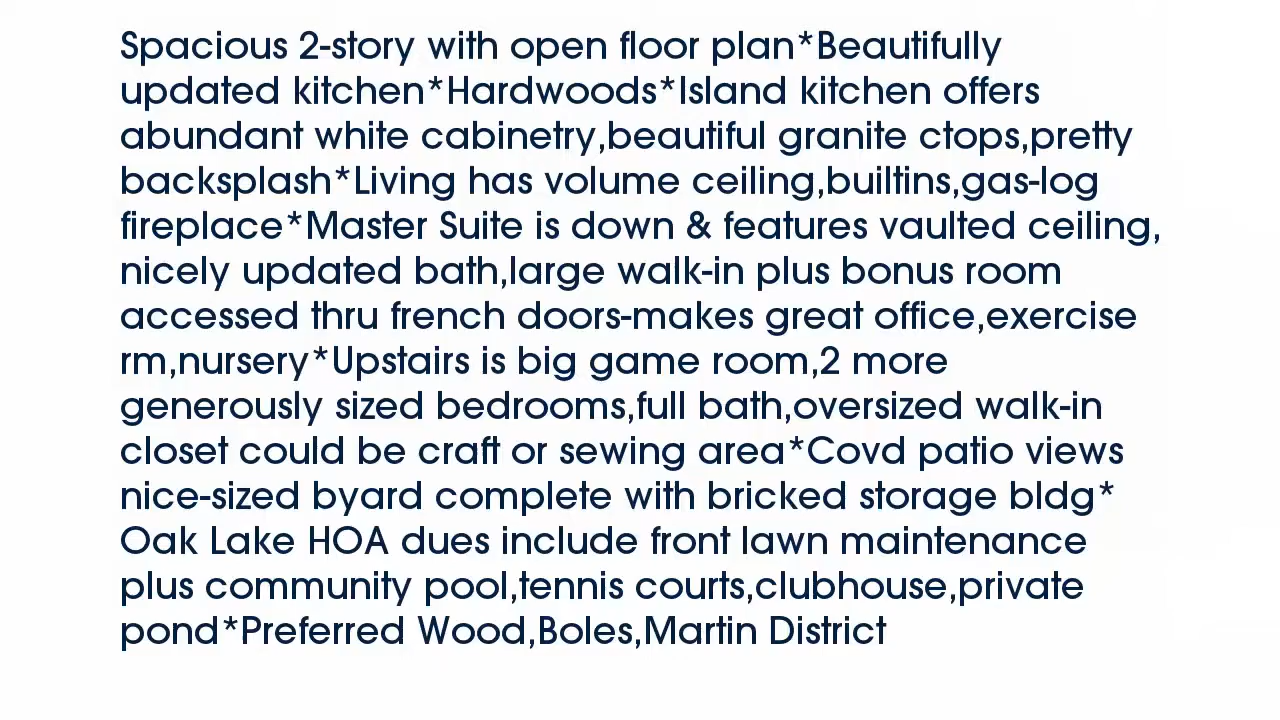 Spacious 2-story with open floor plan*Beautifully
updated kitchen*Hardwoods*Island kitchen offers
abundant white cabinetry,beautiful granite ctops,pretty
backsplash*Living has volume ceiling,builtins,gas-log
fireplace*Master Suite is down & features vaulted ceiling,
nicely updated bath,large walk-in plus bonus room
accessed thru french doors-makes great office,exercise
rm,nursery*Upstairs is big game room,2 more
generously sized bedrooms,full bath,oversized walk-in
closet could be craft or sewing area*Covd patio views
nice-sized byard complete with bricked storage bldg*
Oak Lake HOA dues include front lawn maintenance
plus community pool,tennis courts,clubhouse,private
pond*Preferred Wood,Boles,Martin District